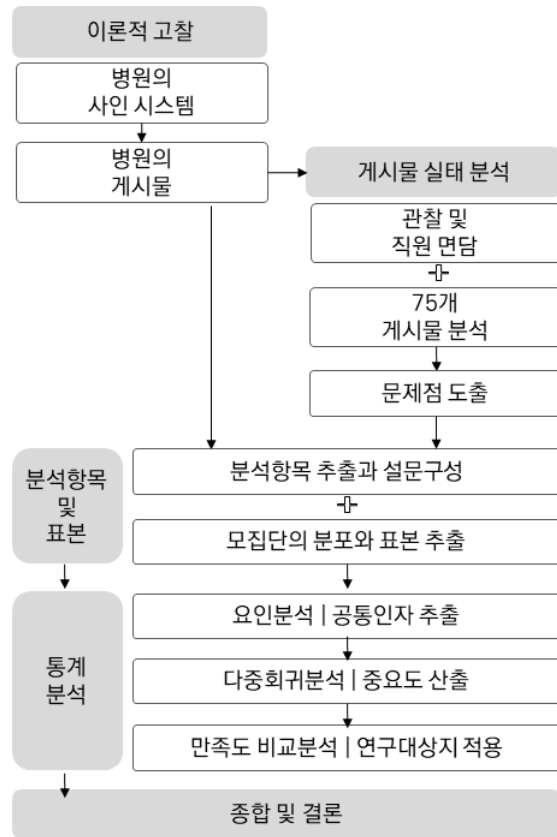 이론적 고찰
병원의
사인 시스템
병원의
게시물
게시물 실태 분석
관찰 및
직원 면담
75개
게시물 분석
문제점 도출
분석항목
및
표본
분석항목 추출과 설문구성
모집단의 분포와 표본 추출
통계
분석
요인분석 | 공통인자 추출
다중회귀분석 | 중요도 산출
만족도 비교분석 | 연구대상지 적용
종합 및 결론